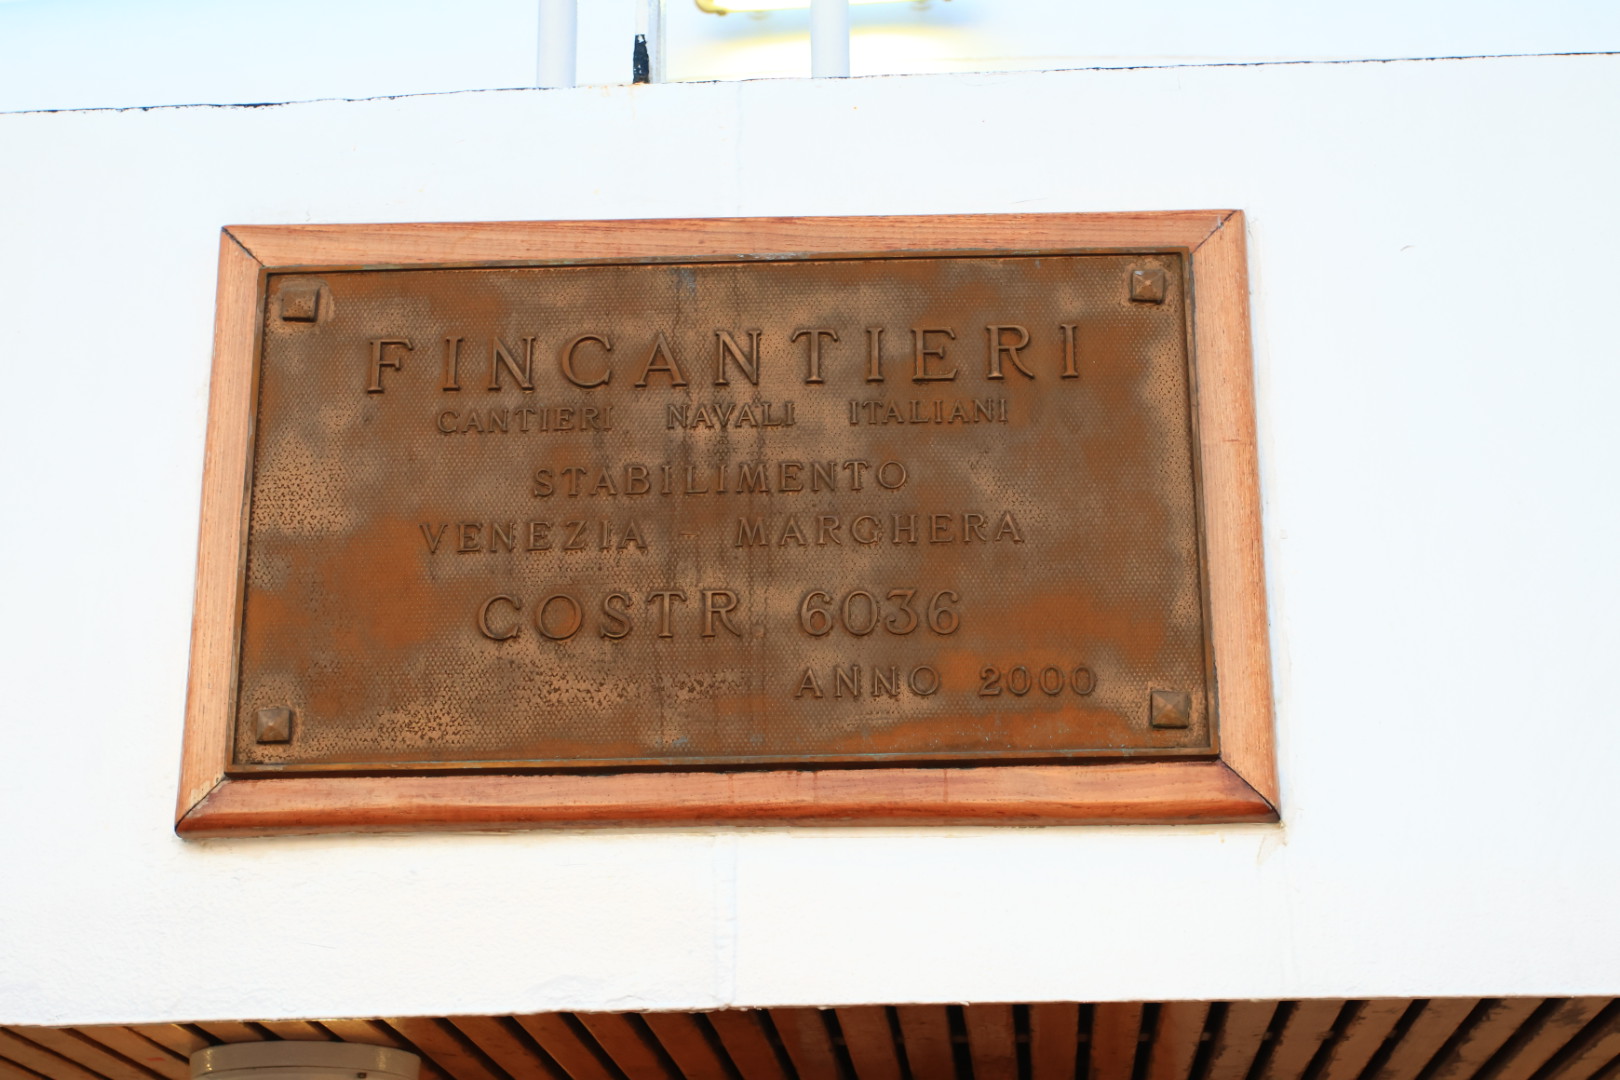 FINCANTIERI
CANTIERI NAVALI ITALIANI
STABILIMENTO
VENEZIA - MARGHERA
COSTR. 6036
ANNO 2000